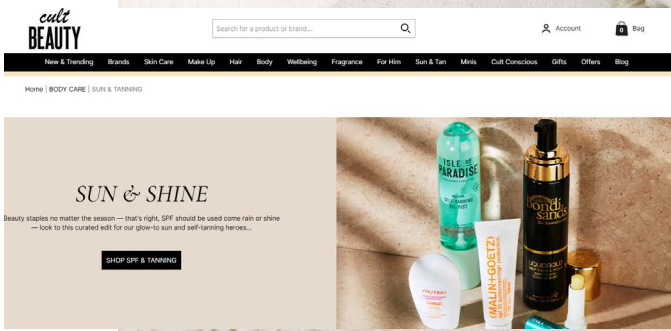 cult
BEAUTY
Search for a product or brand...
Account
0
Bag
New & Trending Brands Skin Care Make Up Hair Body Wellbeing Fragrance For Him Sun & Tan Minis Cult Conscious Gifts Offers Blog
Home | BODY CARE | SUN & TANNING
SUN & SHINE
Beauty staples no matter the season — that's right, SPF should be used come rain or shine
— look to this curated edit for our glow-to sun and self-tanning heroes...
SHOP SPF & TANNING
ISLE OF
PARADISE
SELF-TANNING
OIL MIST
bondi
sands
LIQUID GOLD
(MALIN+GOETZ)
SHISEIDO